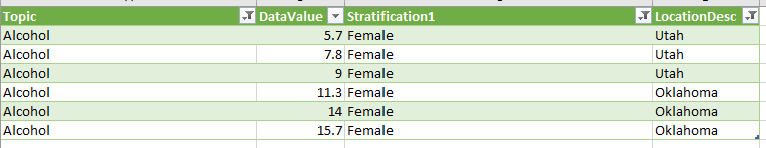 Topic DataValue Stratification1 LocationDesc
Alcohol 5.7 Female Utah
Alcohol 7.8 Female Utah
Alcohol 9 Female Utah
Alcohol 11.3 Female Oklahoma
Alcohol 14 Female Oklahoma
Alcohol 15.7 Female Oklahoma